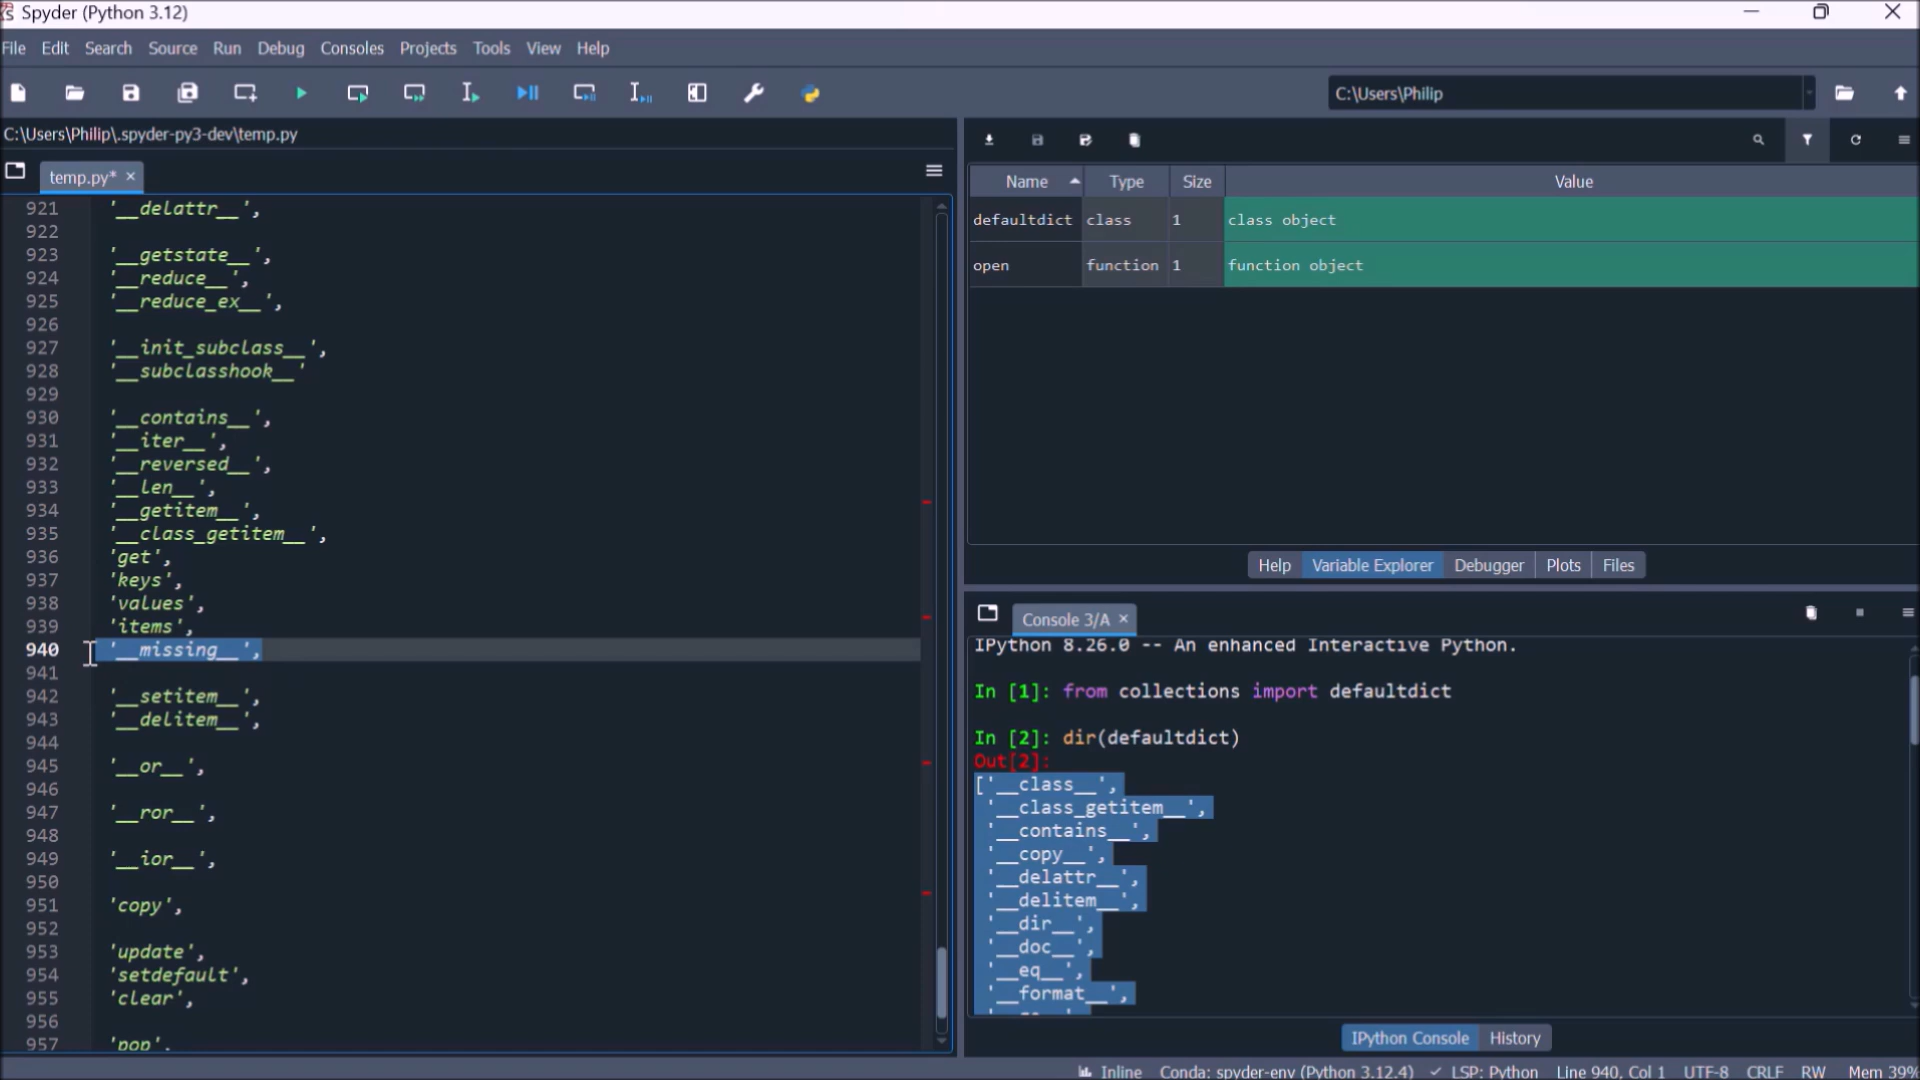 Spyder (Python 3.12)
File Edit Search Source Run Debug Consoles Projects Tools View Help
C:\Users\Philip
C:\Users\Philip\.spyder-py3-dev\temp.py
temp.py*
921 '__delattr__',
922
923 '__getstate__',
924 '__reduce__',
925 '__reduce_ex__',
926
927 '__init_subclass__',
928 '__subclasshook__'
929
930 '__contains__',
931 '__iter__',
932 '__reversed__',
933 '__len__',
934 '__getitem__',
935 '__class_getitem__',
936 'get',
937 'keys',
938 'values',
939 'items',
940 '__missing__',
941
942 '__setitem__',
943 '__delitem__',
944
945 '__or__',
946
947 '__ror__',
948
949 '__ior__',
950
951 'copy',
952
953 'update',
954 'setdefault',
955 'clear',
956
957 'pop',
Name Type Size Value
defaultdict class 1 class object
open function 1 function object
Help Variable Explorer Debugger Plots Files
Console 3/A
IPython 8.26.0 -- An enhanced Interactive Python.
In [1]: from collections import defaultdict
In [2]: dir(defaultdict)
Out[2]:
['__class__',
'__class_getitem__',
'__contains__',
'__copy__',
'__delattr__',
'__delitem__',
'__dir__',
'__doc__',
'__eq__',
'__format__',
IPython Console History
Inline Conda: spyder-env (Python 3.12.4) LSP: Python Line 940, Col 1 UTF-8 CRLF RW Mem 39%